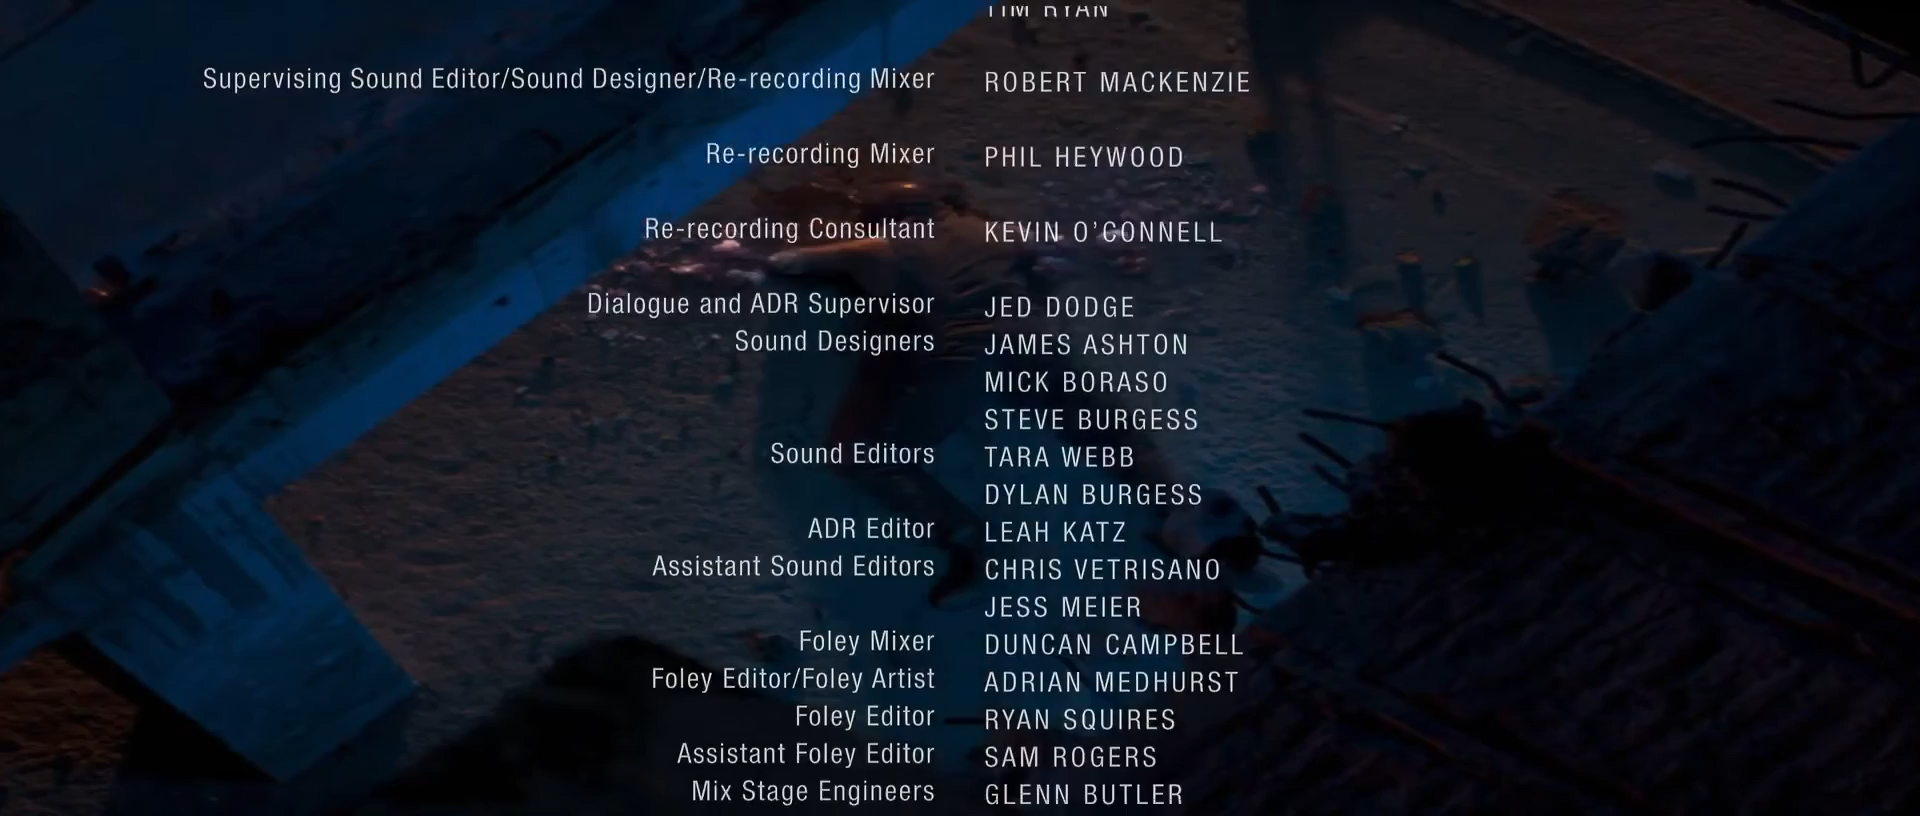 TIM RYAN
Supervising Sound Editor/Sound Designer/Re-recording Mixer ROBERT MACKENZIE
Re-recording Mixer PHIL HEYWOOD
Re-recording Consultant KEVIN O'CONNELL
Dialogue and ADR Supervisor JED DODGE
Sound Designers JAMES ASHTON
MICK BORASO
STEVE BURGESS
Sound Editors TARA WEBB
DYLAN BURGESS
ADR Editor LEAH KATZ
Assistant Sound Editors CHRIS VETRISANO
JESS MEIER
Foley Mixer DUNCAN CAMPBELL
Foley Editor/Foley Artist ADRIAN MEDHURST
Foley Editor RYAN SQUIRES
Assistant Foley Editor SAM ROGERS
Mix Stage Engineers GLENN BUTLER